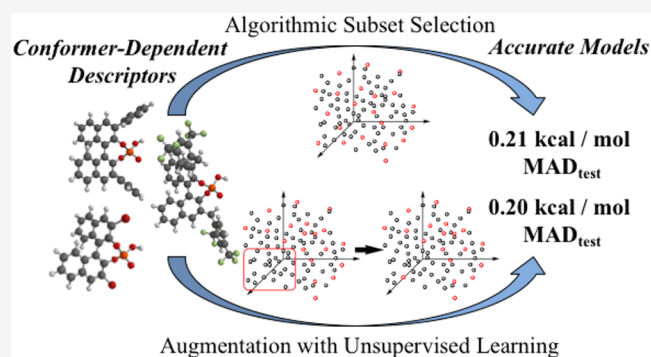 Algorithmic Subset Selection
Conformer-Dependent
Descriptors
Accurate Models
0.21 kcal / mol
MADtest
0.20 kcal / mol
MADtest
Augmentation with Unsupervised Learning